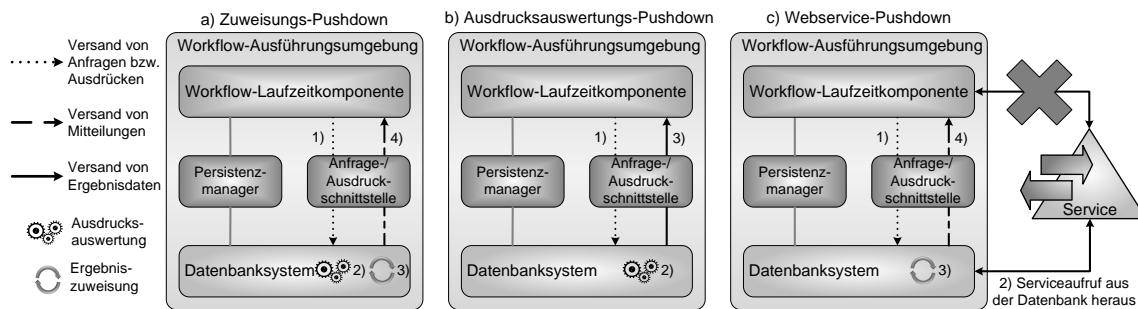 Versand von
Anfragen bzw.
Ausdrücken
Versand von
Mitteilungen
Versand von
Ergebnisdaten
Ausdrucks-
auswertung
Ergebnis-
zuweisung
a) Zuweisungs-Pushdown
Workflow-Ausführungsumgebung
Workflow-Laufzeitkomponente
1)
4)
Persistenz-
manager
Anfrage-/
Ausdruck-
schnittstelle
Datenbanksystem
2)
3)
b) Ausdrucksauswertungs-Pushdown
Workflow-Ausführungsumgebung
Workflow-Laufzeitkomponente
1)
3)
Persistenz-
manager
Anfrage-/
Ausdruck-
schnittstelle
Datenbanksystem
2)
c) Webservice-Pushdown
Workflow-Ausführungsumgebung
Workflow-Laufzeitkomponente
1)
4)
Persistenz-
manager
Anfrage-/
Ausdruck-
schnittstelle
Datenbanksystem
3)
Service
2) Serviceaufruf aus
der Datenbank heraus